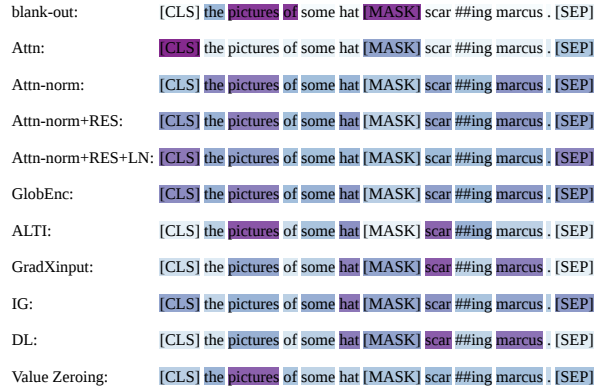 blank-out: [CLS] the pictures of some hat [MASK] scar ##ing marcus . [SEP]
Attn: [CLS] the pictures of some hat [MASK] scar ##ing marcus . [SEP]
Attn-norm: [CLS] the pictures of some hat [MASK] scar ##ing marcus . [SEP]
Attn-norm+RES: [CLS] the pictures of some hat [MASK] scar ##ing marcus . [SEP]
Attn-norm+RES+LN: [CLS] the pictures of some hat [MASK] scar ##ing marcus . [SEP]
GlobEnc: [CLS] the pictures of some hat [MASK] scar ##ing marcus . [SEP]
ALTI: [CLS] the pictures of some hat [MASK] scar ##ing marcus . [SEP]
GradXinput: [CLS] the pictures of some hat [MASK] scar ##ing marcus . [SEP]
IG: [CLS] the pictures of some hat [MASK] scar ##ing marcus . [SEP]
DL: [CLS] the pictures of some hat [MASK] scar ##ing marcus . [SEP]
Value Zeroing: [CLS] the pictures of some hat [MASK] scar ##ing marcus . [SEP]